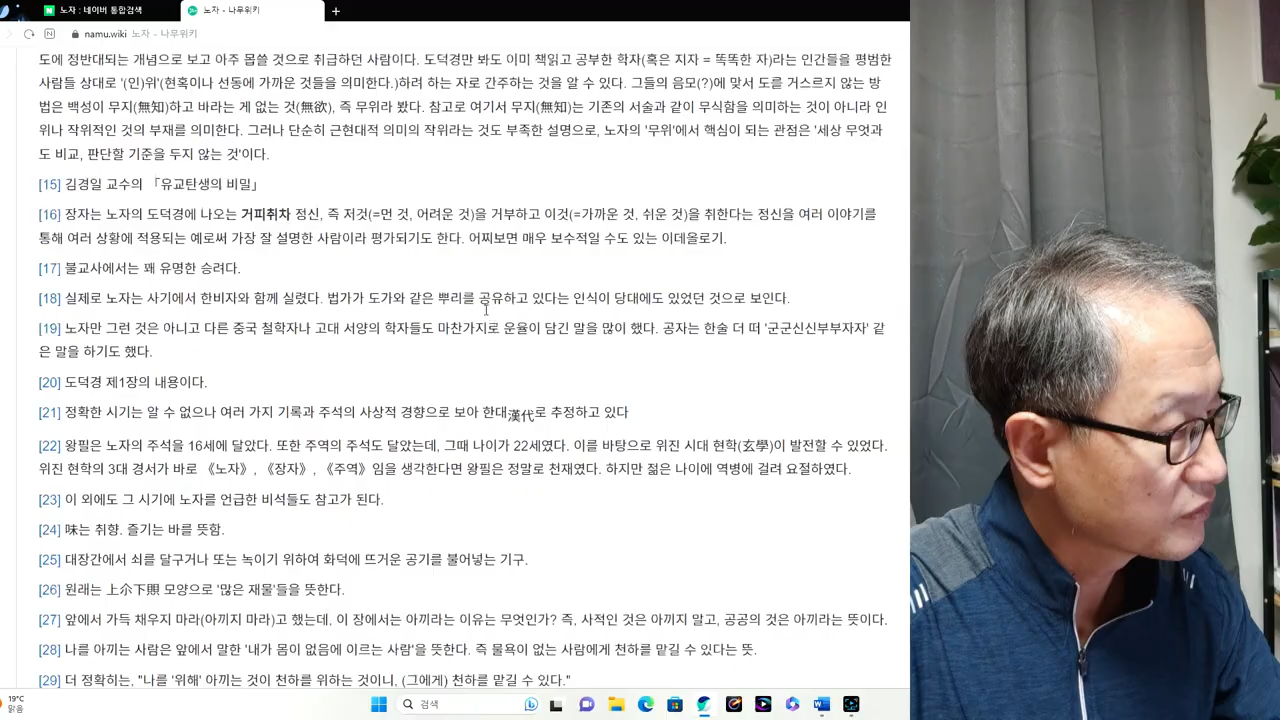 노자 : 네이버 통합검색
노자 - 나무위키
namu.wiki 노자 - 나무위키
도에 정반대되는 개념으로 보고 아주 몹쓸 것으로 취급하던 사람이다. 도덕경만 봐도 이미 책읽고 공부한 학자(혹은 지자 = 똑똑한 자)라는 인간들을 평범한
사람들 상대로 '(인)위'(현혹이나 선동에 가까운 것들을 의미한다.)하려 하는 자로 간주하는 것을 알 수 있다. 그들의 음모(?)에 맞서 도를 거스르지 않는 방
법은 백성이 무지(無知)하고 바라는 게 없는 것(無欲), 즉 무위라 봤다. 참고로 여기서 무지(無知)는 기존의 서술과 같이 무식함을 의미하는 것이 아니라 인
위나 작위적인 것의 부재를 의미한다. 그러나 단순히 근현대적 의미의 작위라는 것도 부족한 설명으로, 노자의 '무위'에서 핵심이 되는 관점은 '세상 무엇과
도 비교, 판단할 기준을 두지 않는 것'이다.
[15] 김경일 교수의 「유교탄생의 비밀」
[16] 장자는 노자의 도덕경에 나오는 거피취차 정신, 즉 저것(=먼 것, 어려운 것)을 거부하고 이것(=가까운 것, 쉬운 것)을 취한다는 정신을 여러 이야기를
통해 여러 상황에 적용되는 예로써 가장 잘 설명한 사람이라 평가되기도 한다. 어찌보면 매우 보수적일 수도 있는 이데올로기.
[17] 불교사에서는 꽤 유명한 승려다.
[18] 실제로 노자는 사기에서 한비자와 함께 실렸다. 법가가 도가와 같은 뿌리를 공유하고 있다는 인식이 당대에도 있었던 것으로 보인다.
[19] 노자만 그런 것은 아니고 다른 중국 철학자나 고대 서양의 학자들도 마찬가지로 운율이 담긴 말을 많이 했다. 공자는 한술 더 떠 '군군신신부부자자' 같
은 말을 하기도 했다.
[20] 도덕경 제1장의 내용이다.
[21] 정확한 시기는 알 수 없으나 여러 가지 기록과 주석의 사상적 경향으로 보아 한대漢代로 추정하고 있다
[22] 왕필은 노자의 주석을 16세에 달았다. 또한 주역의 주석도 달았는데, 그때 나이가 22세였다. 이를 바탕으로 위진 시대 현학(玄學)이 발전할 수 있었다.
위진 현학의 3대 경서가 바로 《노자》, 《장자》, 《주역》임을 생각한다면 왕필은 정말로 천재였다. 하지만 젊은 나이에 역병에 걸려 요절하였다.
[23] 이 외에도 그 시기에 노자를 언급한 비석들도 참고가 된다.
[24] 味는 취향. 즐기는 바를 뜻함.
[25] 대장간에서 쇠를 달구거나 또는 녹이기 위하여 화덕에 뜨거운 공기를 불어넣는 기구.
[26] 원래는 上尒下貝 모양으로 '많은 재물'들을 뜻한다.
[27] 앞에서 가득 채우지 마라(아끼지 마라)고 했는데, 이 장에서는 아끼라는 이유는 무엇인가? 즉, 사적인 것은 아끼지 말고, 공공의 것은 아끼라는 뜻이다.
[28] 나를 아끼는 사람은 앞에서 말한 '내가 몸이 없음에 이르는 사람'을 뜻한다. 즉 물욕이 없는 사람에게 천하를 맡길 수 있다는 뜻.
[29] 더 정확히는, "나를 '위해' 아끼는 것이 천하를 위하는 것이니, (그에게) 천하를 맡길 수 있다."
19°C
맑음
검색